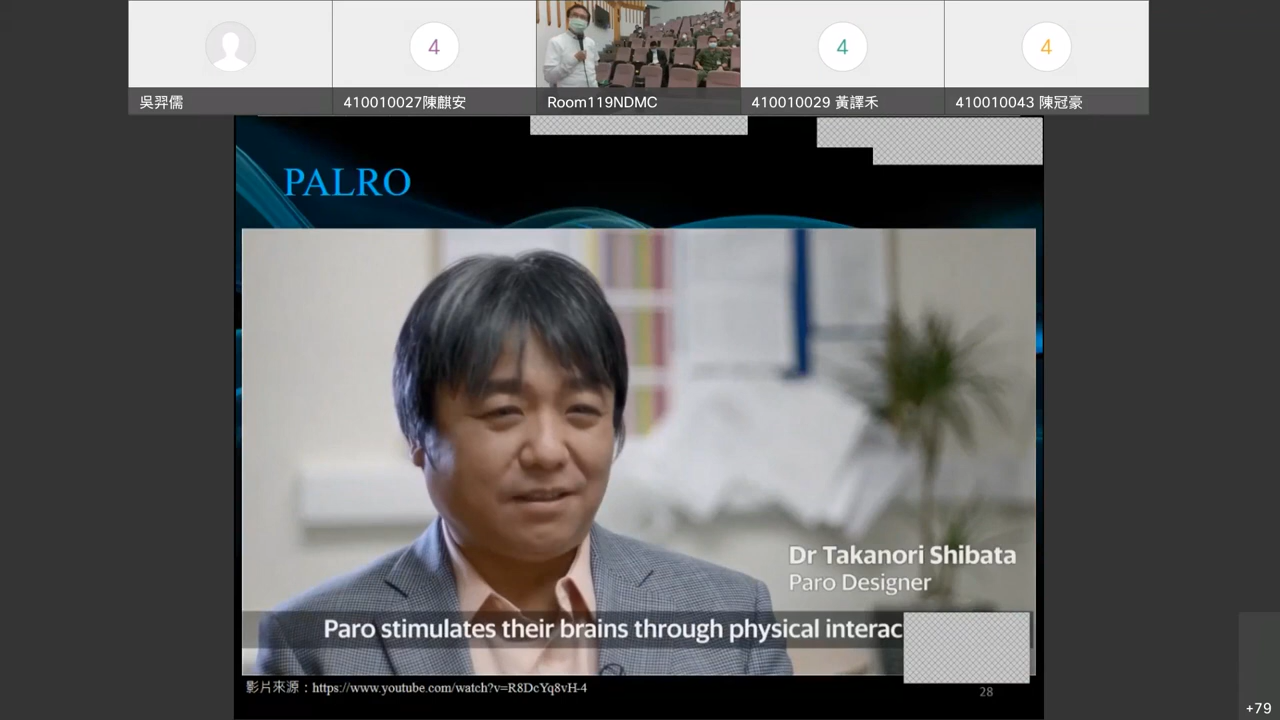 吳羿儒
4
410010027陳麒安
Room119NDMC
4
410010029 黃譯禾
4
410010043 陳冠豪
PALRO
Dr Takanori Shibata
Paro Designer
Paro stimulates their brains through physical interac
影片來源：https://www.youtube.com/watch?v=R8DcYq8vH-4
28
+79